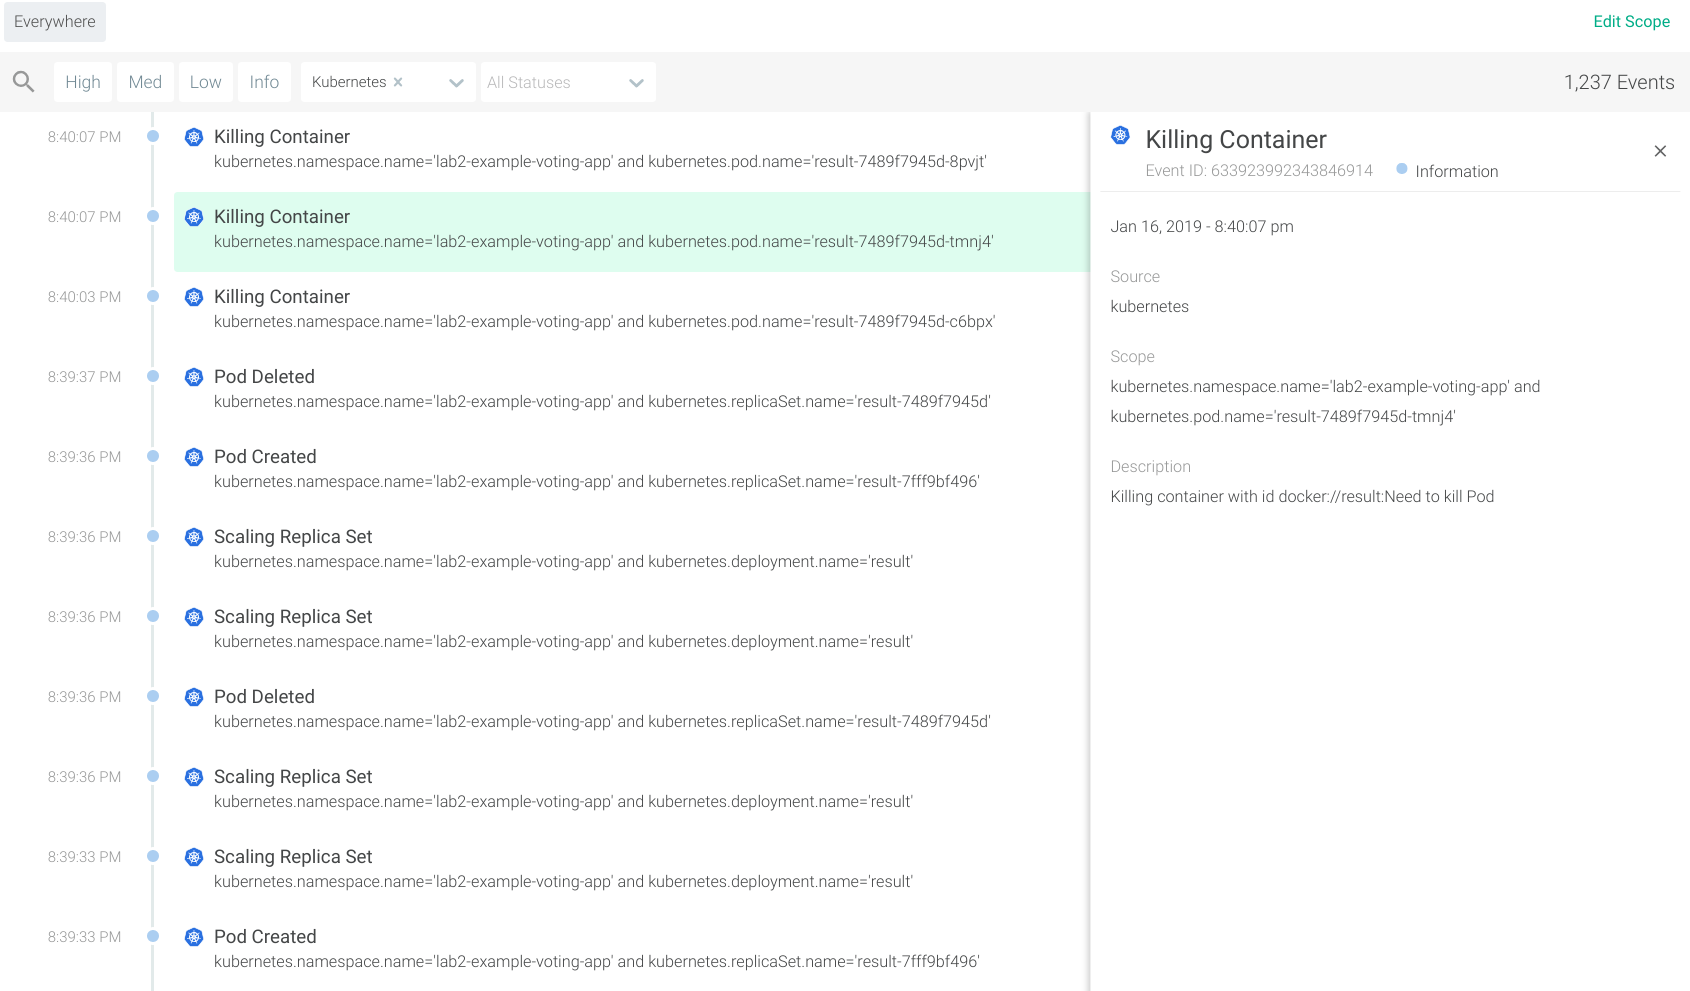 Everywhere
Edit Scope
High Med Low Info Kubernetes × All Statuses 1,237 Events
8:40:07 PM Killing Container
kubernetes.namespace.name='lab2-example-voting-app' and kubernetes.pod.name='result-7489f7945d-8pvjt'
8:40:07 PM Killing Container
kubernetes.namespace.name='lab2-example-voting-app' and kubernetes.pod.name='result-7489f7945d-tmnj4'
8:40:03 PM Killing Container
kubernetes.namespace.name='lab2-example-voting-app' and kubernetes.pod.name='result-7489f7945d-c6bpx'
8:39:37 PM Pod Deleted
kubernetes.namespace.name='lab2-example-voting-app' and kubernetes.replicaSet.name='result-7489f7945d'
8:39:36 PM Pod Created
kubernetes.namespace.name='lab2-example-voting-app' and kubernetes.replicaSet.name='result-7fff9bf496'
8:39:36 PM Scaling Replica Set
kubernetes.namespace.name='lab2-example-voting-app' and kubernetes.deployment.name='result'
8:39:36 PM Scaling Replica Set
kubernetes.namespace.name='lab2-example-voting-app' and kubernetes.deployment.name='result'
8:39:36 PM Pod Deleted
kubernetes.namespace.name='lab2-example-voting-app' and kubernetes.replicaSet.name='result-7489f7945d'
8:39:36 PM Scaling Replica Set
kubernetes.namespace.name='lab2-example-voting-app' and kubernetes.deployment.name='result'
8:39:33 PM Scaling Replica Set
kubernetes.namespace.name='lab2-example-voting-app' and kubernetes.deployment.name='result'
8:39:33 PM Pod Created
kubernetes.namespace.name='lab2-example-voting-app' and kubernetes.replicaSet.name='result-7fff9bf496'
Killing Container
Event ID: 633923992343846914 Information
Jan 16, 2019 - 8:40:07 pm
Source
kubernetes
Scope
kubernetes.namespace.name='lab2-example-voting-app' and
kubernetes.pod.name='result-7489f7945d-tmnj4'
Description
Killing container with id docker://result:Need to kill Pod